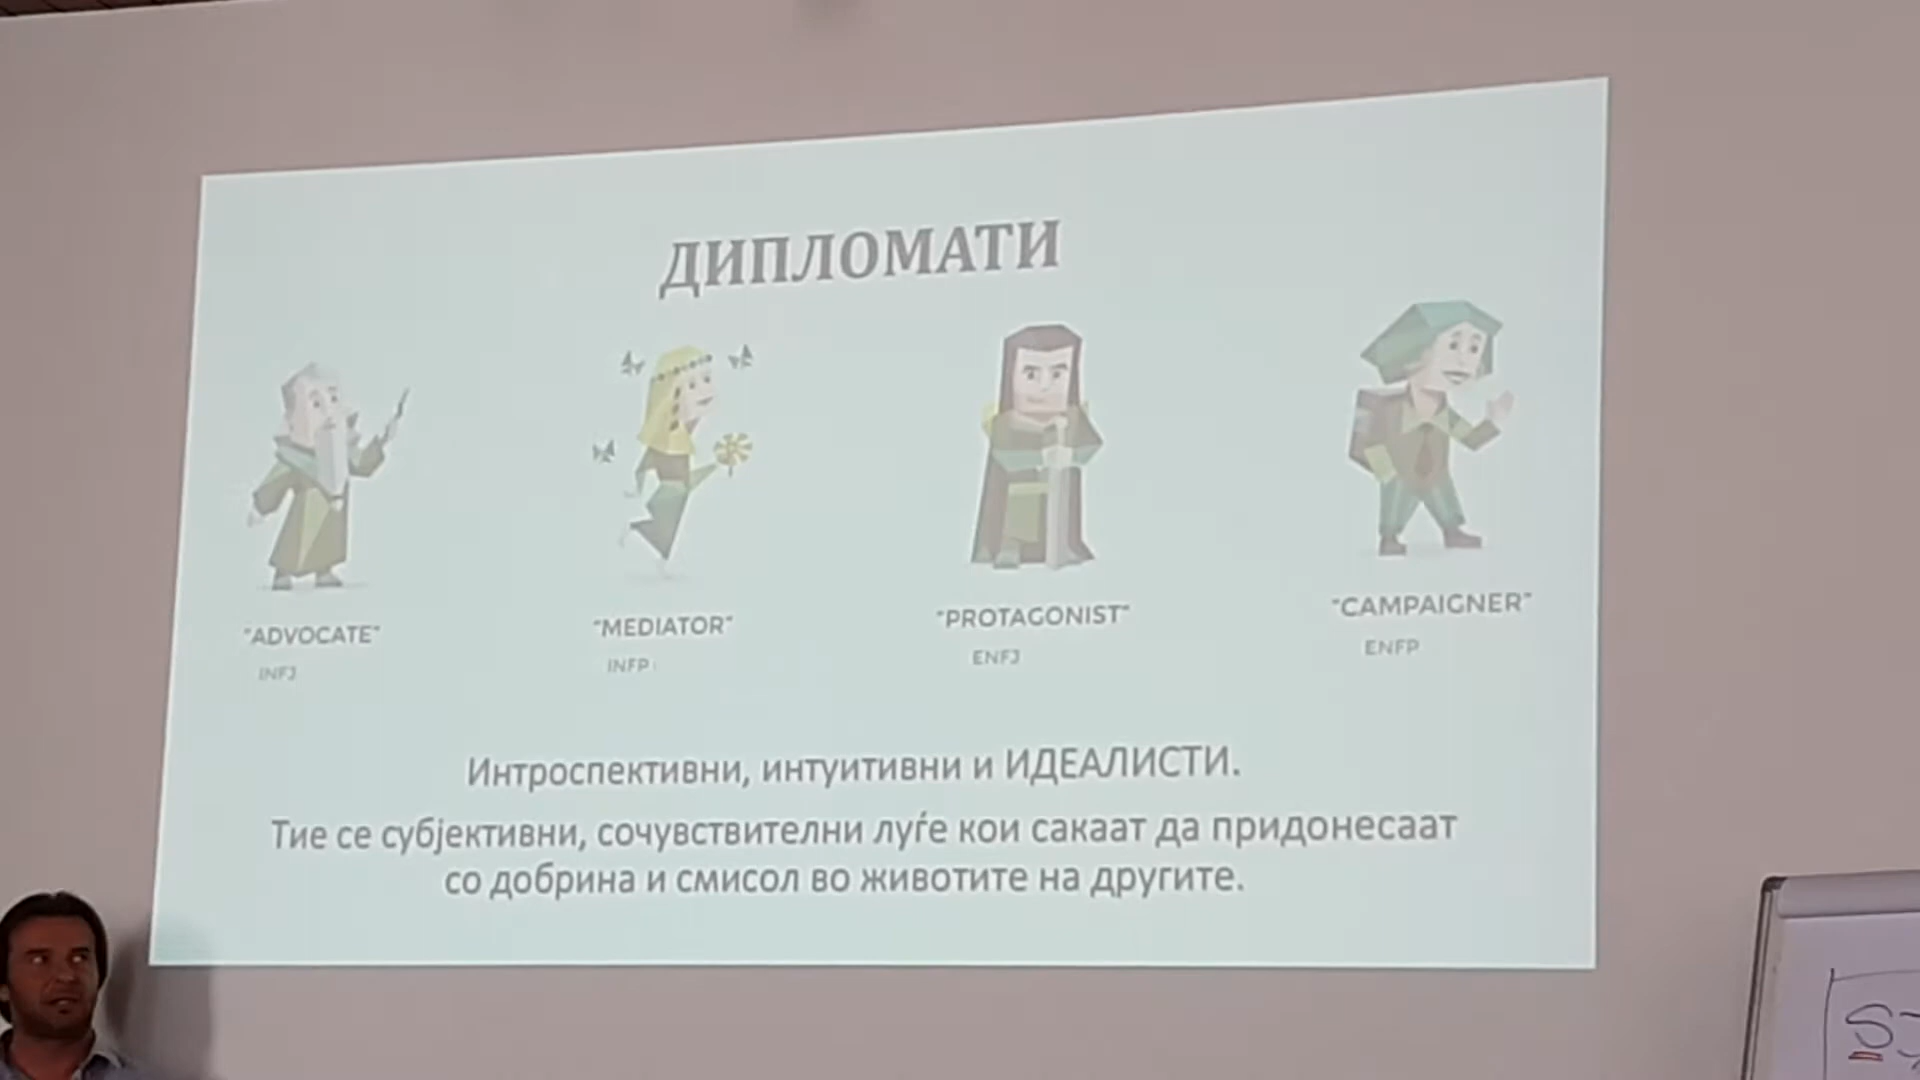 ДИПЛОМАТИ
"ADVOCATE" "MEDIATOR" "PROTAGONIST" "CAMPAIGNER"
INFJ INFP ENFJ ENFP
Интроспективни, интуитивни и ИДЕАЛИСТИ.
Тие се субјективни, сочувствителни луѓе кои сакаат да придонесаат
со добрина и смисол во животите на другите.